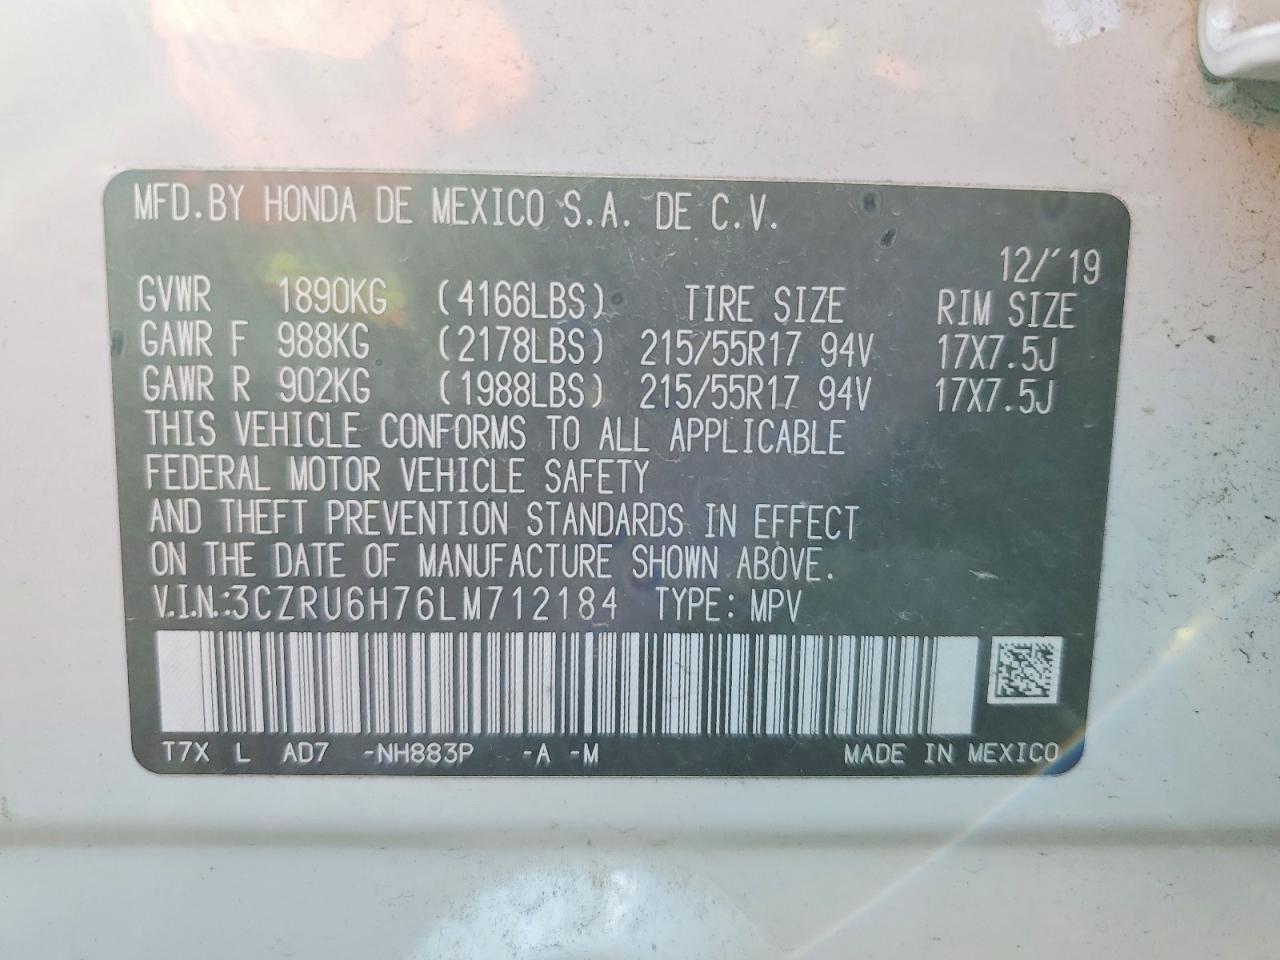 MFD.BY HONDA DE MEXICO S.A. DE C.V.
12/'19
GVWR 1890KG (4166LBS) TIRE SIZE RIM SIZE
GAWR F 988KG (2178LBS) 215/55R17 94V 17X7.5J
GAWR R 902KG (1988LBS) 215/55R17 94V 17X7.5J
THIS VEHICLE CONFORMS TO ALL APPLICABLE
FEDERAL MOTOR VEHICLE SAFETY
AND THEFT PREVENTION STANDARDS IN EFFECT
ON THE DATE OF MANUFACTURE SHOWN ABOVE.
V.I.N.:3CZRU6H76LM712184 TYPE: MPV
T7X L AD7 -NH883P -A -M MADE IN MEXICO